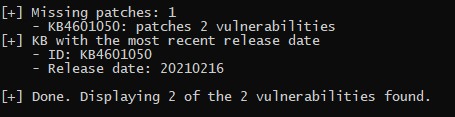 [+] Missing patches: 1
    - KB4601050: patches 2 vulnerabilities
[+] KB with the most recent release date
    - ID: KB4601050
    - Release date: 20210216

[+] Done. Displaying 2 of the 2 vulnerabilities found.